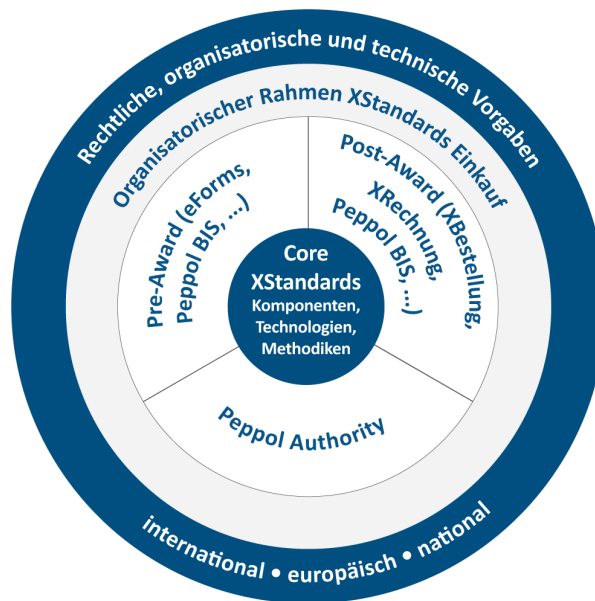 Rechtliche, organisatorische und technische Vorgaben
Organisatorischer Rahmen XStandards Einkauf
Pre-Award (eForms,
Peppol BIS, ...)
Post-Award (XBestellung,
XRechnung,
Peppol BIS, ...)
Core
XStandards
Komponenten,
Technologien,
Methodiken
Peppol Authority
international • europäisch • national